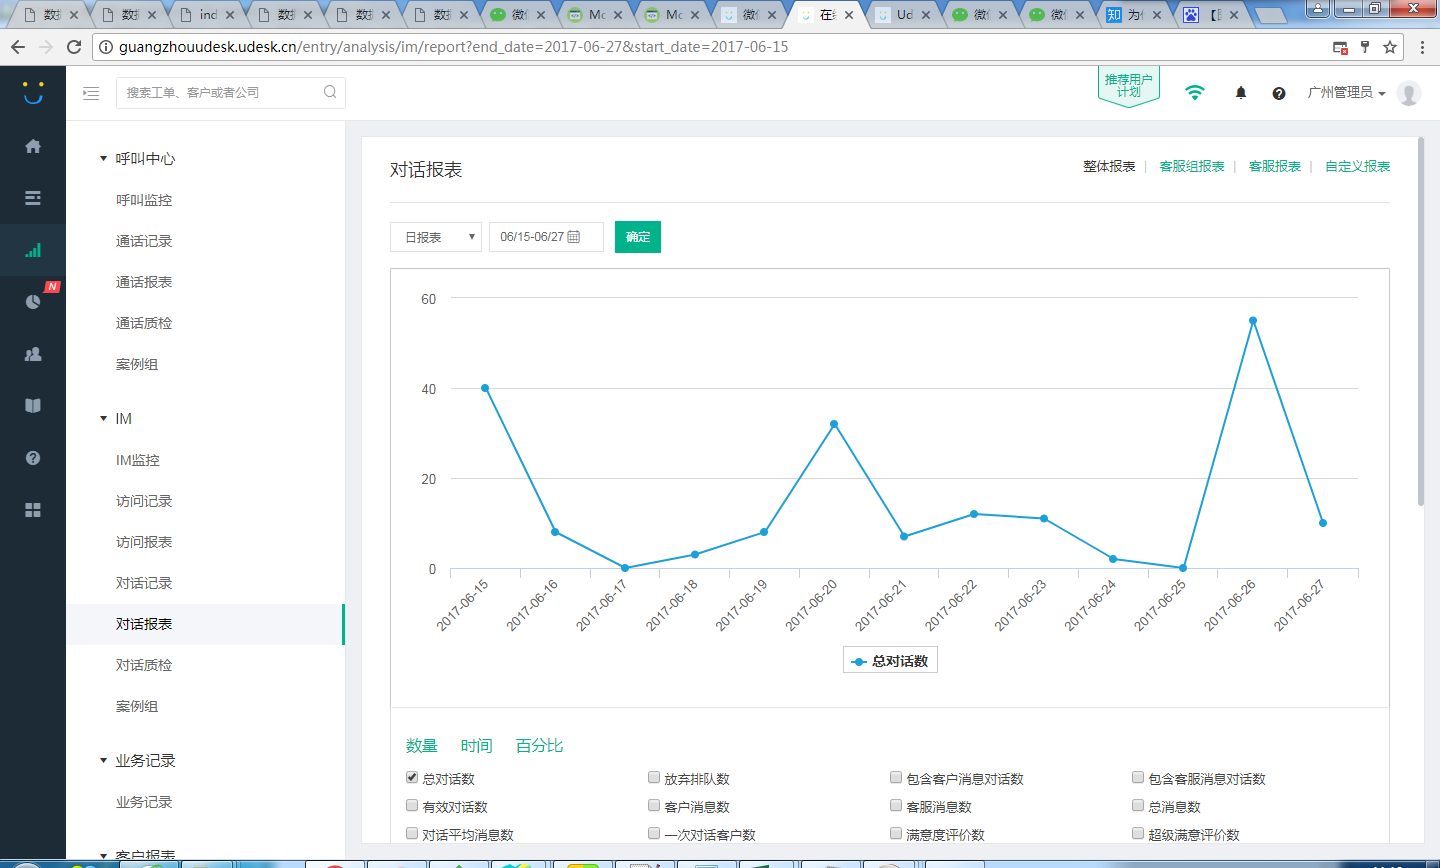 数据
数据
ind
数据
数据
数据
微信
Mo
Mo
微信
在线
Ud
微信
微信
为什
guangzhouudesk.udesk.cn/entry/analysis/im/report?end_date=2017-06-27&start_date=2017-06-15
搜索工单、客户或者公司
推荐用户
计划
广州管理员
N
呼叫中心
呼叫监控
通话记录
通话报表
通话质检
案例组
IM
IM监控
访问记录
访问报表
对话记录
对话报表
对话质检
案例组
业务记录
业务记录
客户报表
对话报表
整体报表 | 客服组报表 | 客服报表 | 自定义报表
日报表 06/15-06/27 确定
60
40
20
0
2017-06-15
2017-06-16
2017-06-17
2017-06-18
2017-06-19
2017-06-20
2017-06-21
2017-06-22
2017-06-23
2017-06-24
2017-06-25
2017-06-26
2017-06-27
总对话数
数量 时间 百分比
总对话数 放弃排队数 包含客户消息对话数 包含客服消息对话数
有效对话数 客户消息数 客服消息数 总消息数
对话平均消息数 一次对话客户数 满意度评价数 超级满意评价数